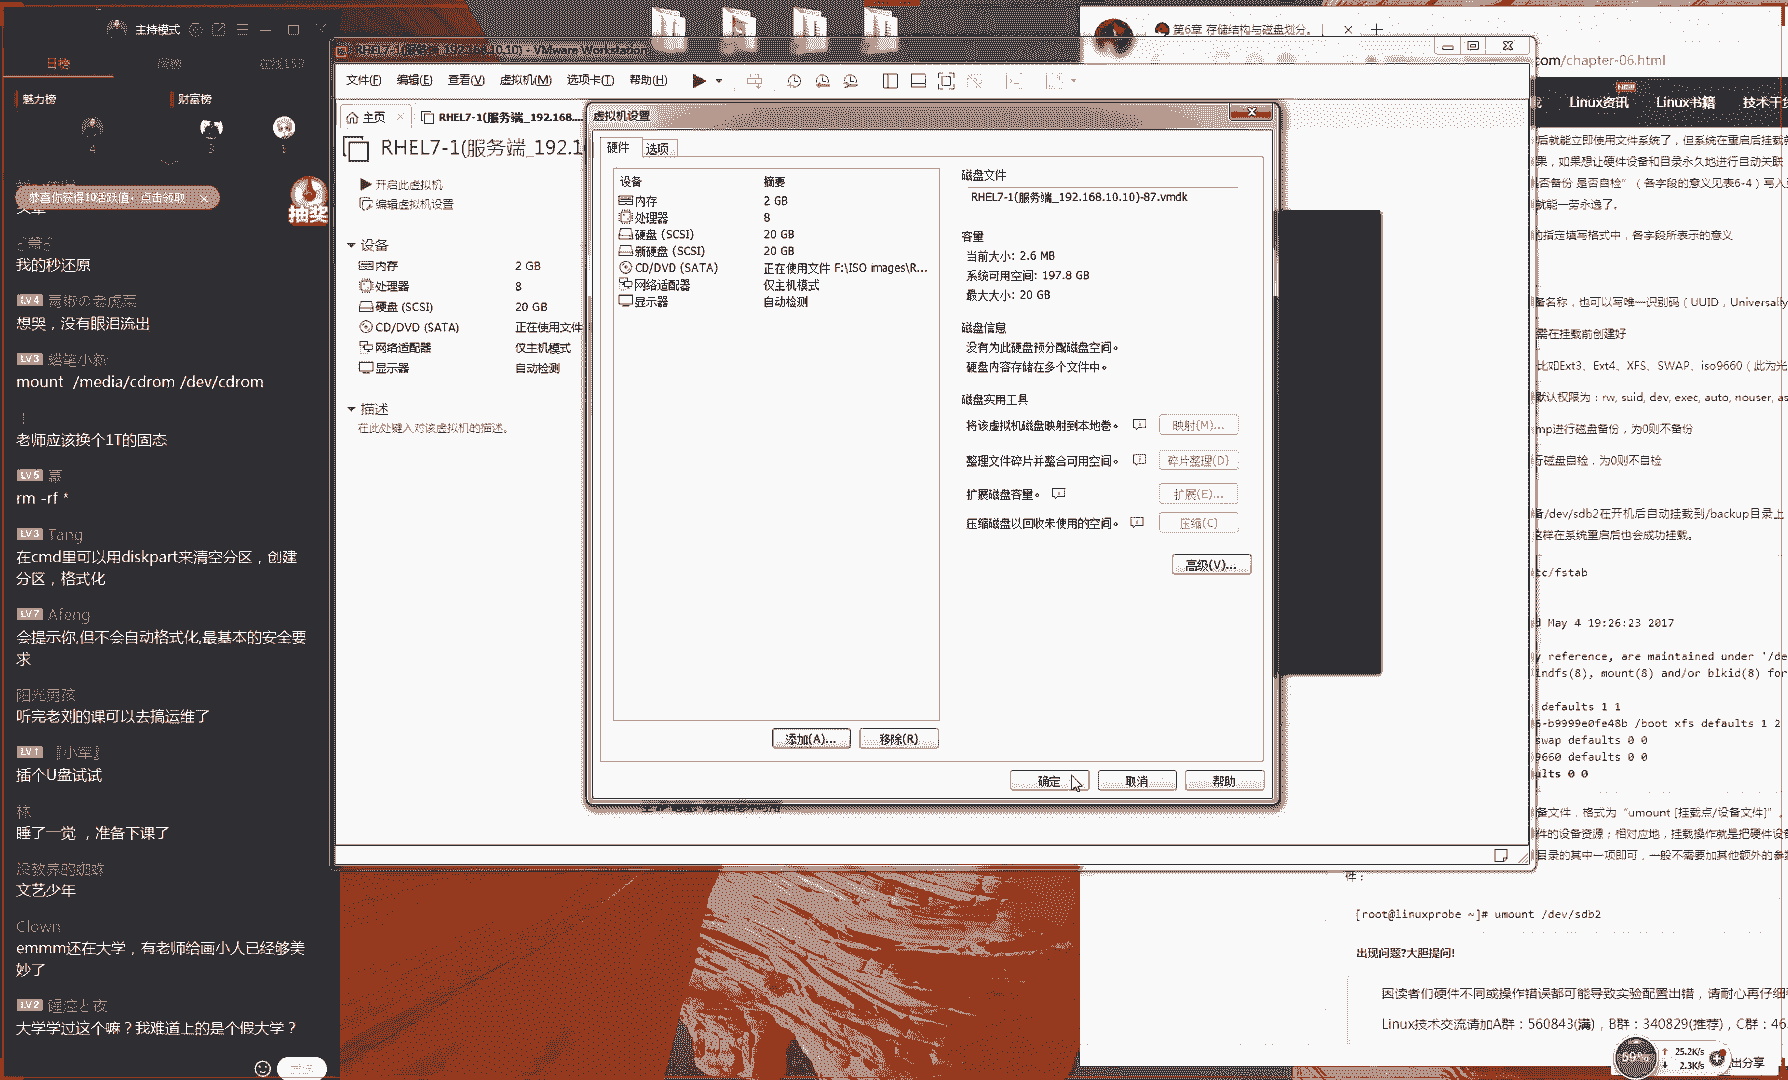 主持模式
日榜
周榜
魅力榜
财富榜
4
3
恭喜你获得10活跃值，点击领取
抽奖
我的秒还原
LV4
想哭，没有眼泪流出
LV3 蜡笔小新
mount /media/cdrom /dev/cdrom
老师应该换个1T的固态
LV5
rm -rf *
LV3 Tang
在cmd里可以用diskpart来清空分区，创建
分区，格式化
LV7 Afeng
会提示你,但不会自动格式化,最基本的安全要
求
阳光男孩
听完老刘的课可以去搞运维了
LV1 『小军』
插个U盘试试
林
睡了一觉 ，准备下课了
没教养的蜘蛛
文艺少年
Clown
emmm还在大学，有老师给画小人已经够美
妙了
LV2
大学学过这个嘛？我难道上的是个假大学？
RHEL7-1(服务端_192.168.10.10) - VMware Workstation
文件(F) 编辑(E) 查看(V) 虚拟机(M) 选项卡(T) 帮助(H)
主页
RHEL7-1(服务端_192.168....
RHEL7-1(服务端_192.1
开启此虚拟机
编辑虚拟机设置
设备
内存 2 GB
处理器 8
硬盘 (SCSI) 20 GB
CD/DVD (SATA) 正在使用文件
网络适配器 仅主机模式
显示器 自动检测
描述
在此处键入对该虚拟机的描述。
虚拟机设置
硬件 选项
设备 摘要
内存 2 GB
处理器 8
硬盘 (SCSI) 20 GB
新硬盘 (SCSI) 20 GB
CD/DVD (SATA) 正在使用文件 F:\ISO images\R...
网络适配器 仅主机模式
显示器 自动检测
添加(A)... 移除(R)
磁盘文件
RHEL7-1(服务端_192.168.10.10)-87.vmdk
容量
当前大小: 2.6 MB
系统可用空间: 197.8 GB
最大大小: 20 GB
磁盘信息
没有为此硬盘预分配磁盘空间。
硬盘内容存储在多个文件中。
磁盘实用工具
将该虚拟机磁盘映射到本地卷。 映射(M)...
整理文件碎片并整合可用空间。 碎片整理(D)
扩展磁盘容量。 扩展(E)...
压缩磁盘以回收未使用的空间。 压缩(C)
高级(V)...
确定 取消 帮助
第6章 存储结构与磁盘划分。
com/chapter-06.html
Linux资讯 Linux书籍 技术干
后就能立即使用文件系统了，但系统在重启后挂载
果，如果想让硬件设备和目录永久地进行自动关联
否备份 是否自检”（各字段的意义见表6-4）写入
就能一劳永逸了。
的指定填写格式中，各字段所表示的意义
备名称，也可以写唯一识别码（UUID，Universally
需在挂载前创建好
比如Ext3、Ext4、XFS、SWAP、iso9660（此为光
默认权限为：rw, suid, dev, exec, auto, nouser, as
mp进行磁盘备份，为0则不备份
行磁盘自检，为0则不自检
备/dev/sdb2在开机后自动挂载到/backup目录上
这样在系统重启后也会成功挂载。
tc/fstab
d May 4 19:26:23 2017
y reference, are maintained under '/de
indfs(8), mount(8) and/or blkid(8) for
defaults 1 1
6-b9999e0fe48b /boot xfs defaults 1 2
swap defaults 0 0
9660 defaults 0 0
ults 0 0
备文件，格式为“umount [挂载点/设备文件]”。
件的设备资源；相对应地，挂载操作就是把硬件设
目录的其中一项即可，一般不需要加其他额外的参
件：
[root@linuxprobe ~]# umount /dev/sdb2
出现问题?大胆提问!
因读者们硬件不同或操作错误都可能导致实验配置出错，请耐心再仔细
Linux技术交流请加A群：560843(满)，B群：340829(推荐)，C群：46
69%
25.2K/s
2.3K/s
出分享